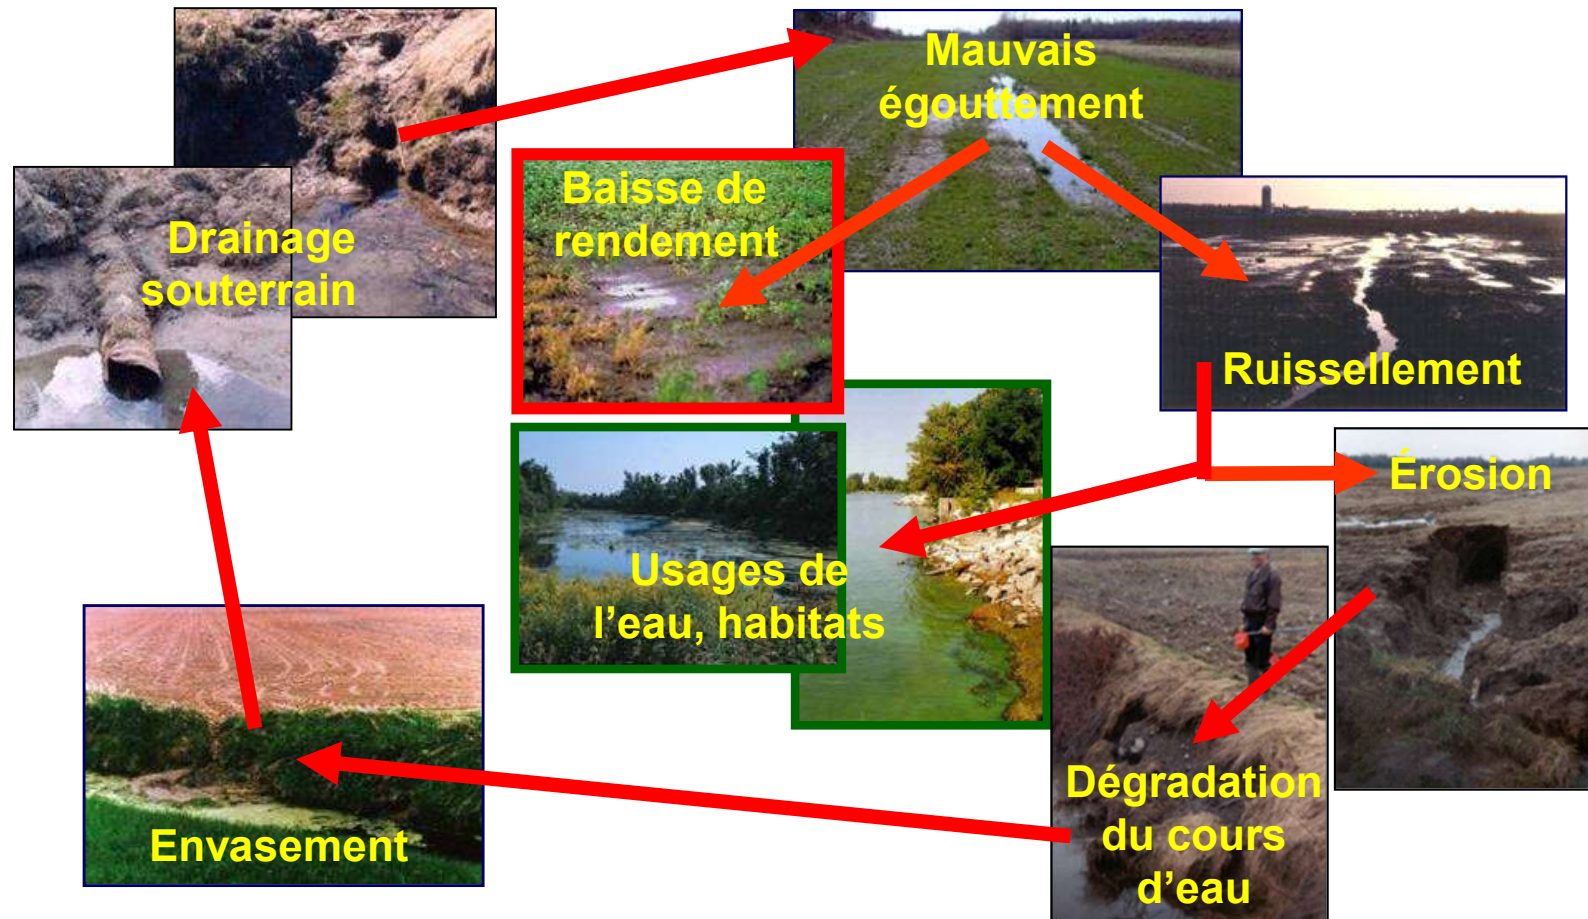 Mauvais
égouttement
Baisse de
rendement
Drainage
souterrain
Ruissellement
Érosion
Usages de
l’eau, habitats
Dégradation
du cours
d’eau
Envasement